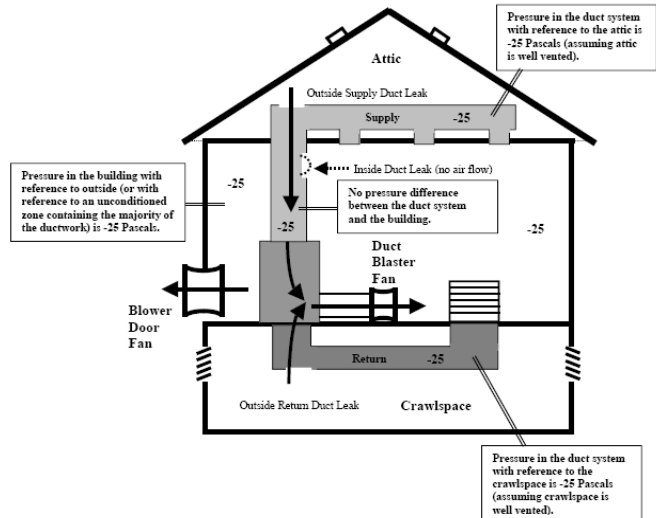 Pressure in the duct system
with reference to the attic is
-25 Pascals (assuming attic
is well vented).
Attic
Outside Supply Duct Leak
Supply -25
Pressure in the building with
reference to outside (or with
reference to an unconditioned
zone containing the majority of
the ductwork) is -25 Pascals.
-25
Inside Duct Leak (no air flow)
No pressure difference
between the duct system
and the building.
-25
-25
Duct
Blaster
Fan
Blower
Door
Fan
Return -25
Outside Return Duct Leak
Crawlspace
Pressure in the duct system
with reference to the
crawlspace is -25 Pascals
(assuming crawlspace is
well vented).